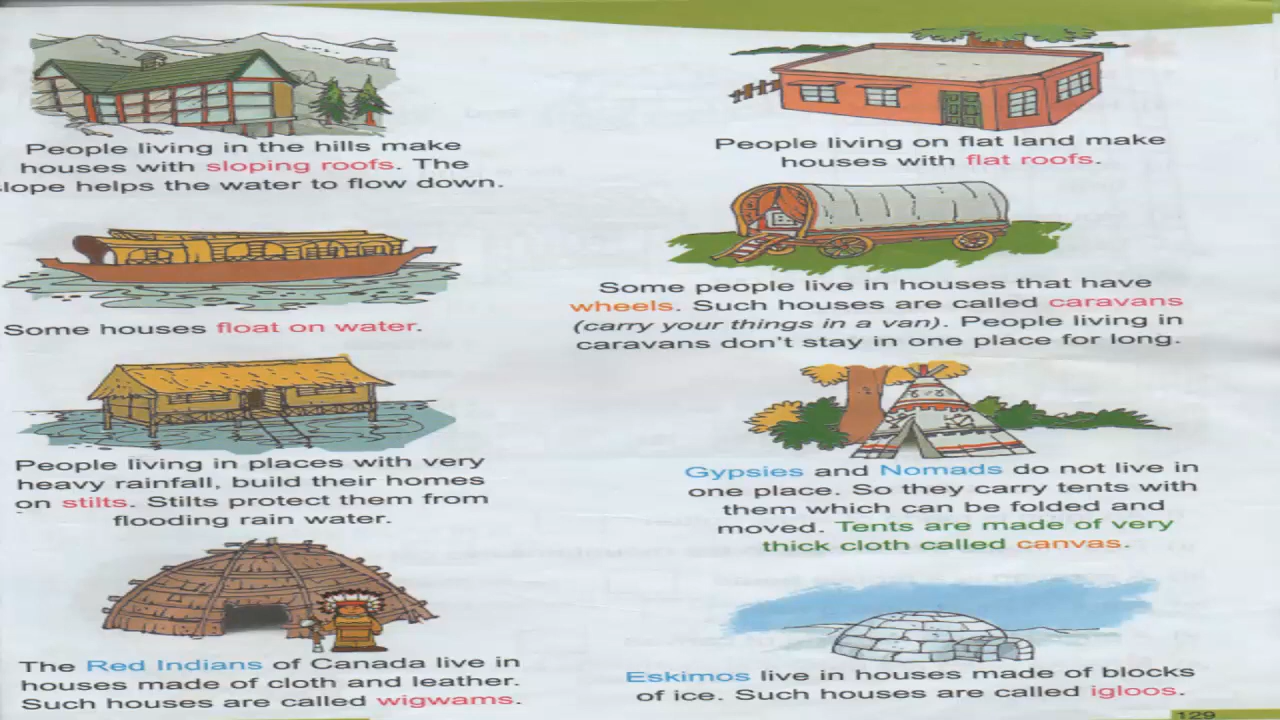 People living in the hills make
houses with sloping roofs. The
slope helps the water to flow down.
People living on flat land make
houses with flat roofs.
Some houses float on water.
Some people live in houses that have
wheels. Such houses are called caravans
(carry your things in a van). People living in
caravans don't stay in one place for long.
People living in places with very
heavy rainfall, build their homes
on stilts. Stilts protect them from
flooding rain water.
Gypsies and Nomads do not live in
one place. So they carry tents with
them which can be folded and
moved. Tents are made of very
thick cloth called canvas.
The Red Indians of Canada live in
houses made of cloth and leather.
Such houses are called wigwams.
Eskimos live in houses made of blocks
of ice. Such houses are called igloos.
129